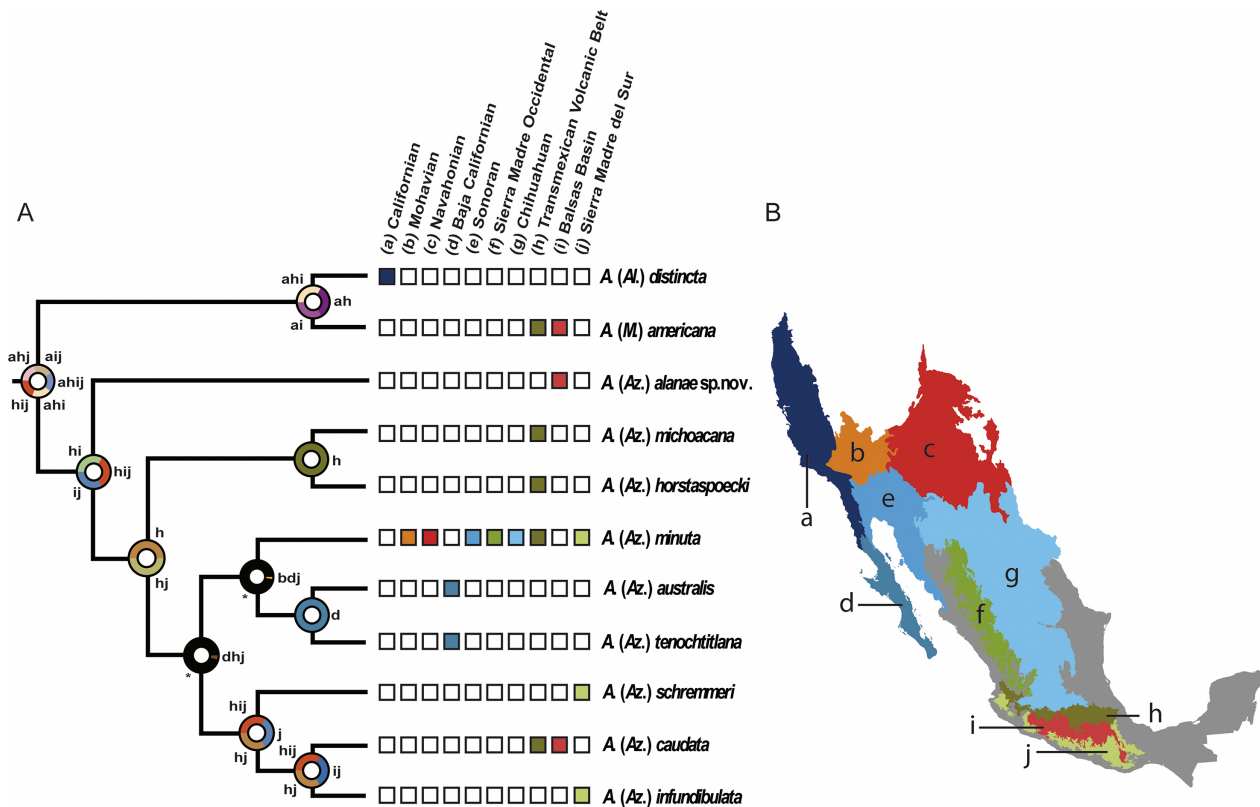 A
B
(a) Californian
(b) Mohavian
(c) Navahonian
(d) Baja Californian
(e) Sonoran
(f) Sierra Madre Occidental
(g) Chihuahuan
(h) Transmexican Volcanic Belt
(i) Balsas Basin
(j) Sierra Madre del Sur
ahi
ah
ai
A. (Al.) distincta
A. (M.) americana
ahj
aij
ahij
hij
ahi
A. (Az.) alanae sp.nov.
hi
hij
ij
h
A. (Az.) michoacana
A. (Az.) horstaspoecki
h
hj
A. (Az.) minuta
bdj
*
d
A. (Az.) australis
A. (Az.) tenochtitlana
dhj
*
A. (Az.) schremmeri
hij
j
hj
hij
ij
hj
A. (Az.) caudata
A. (Az.) infundibulata
a
b
c
d
e
f
g
h
i
j